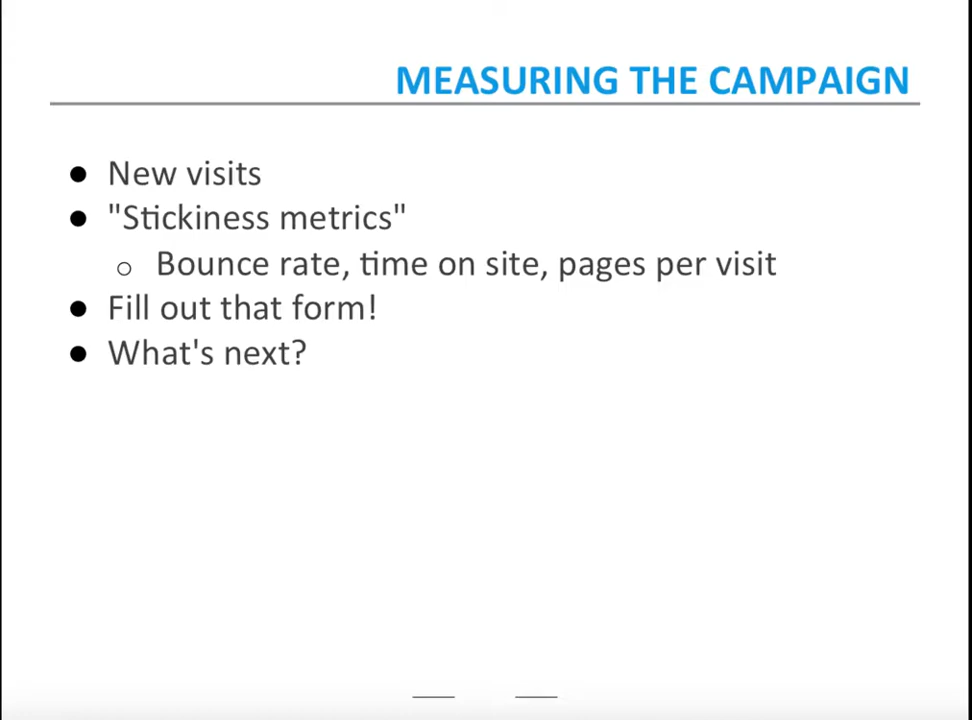 MEASURING THE CAMPAIGN
● New visits
● "Stickiness metrics"
○ Bounce rate, time on site, pages per visit
● Fill out that form!
● What's next?